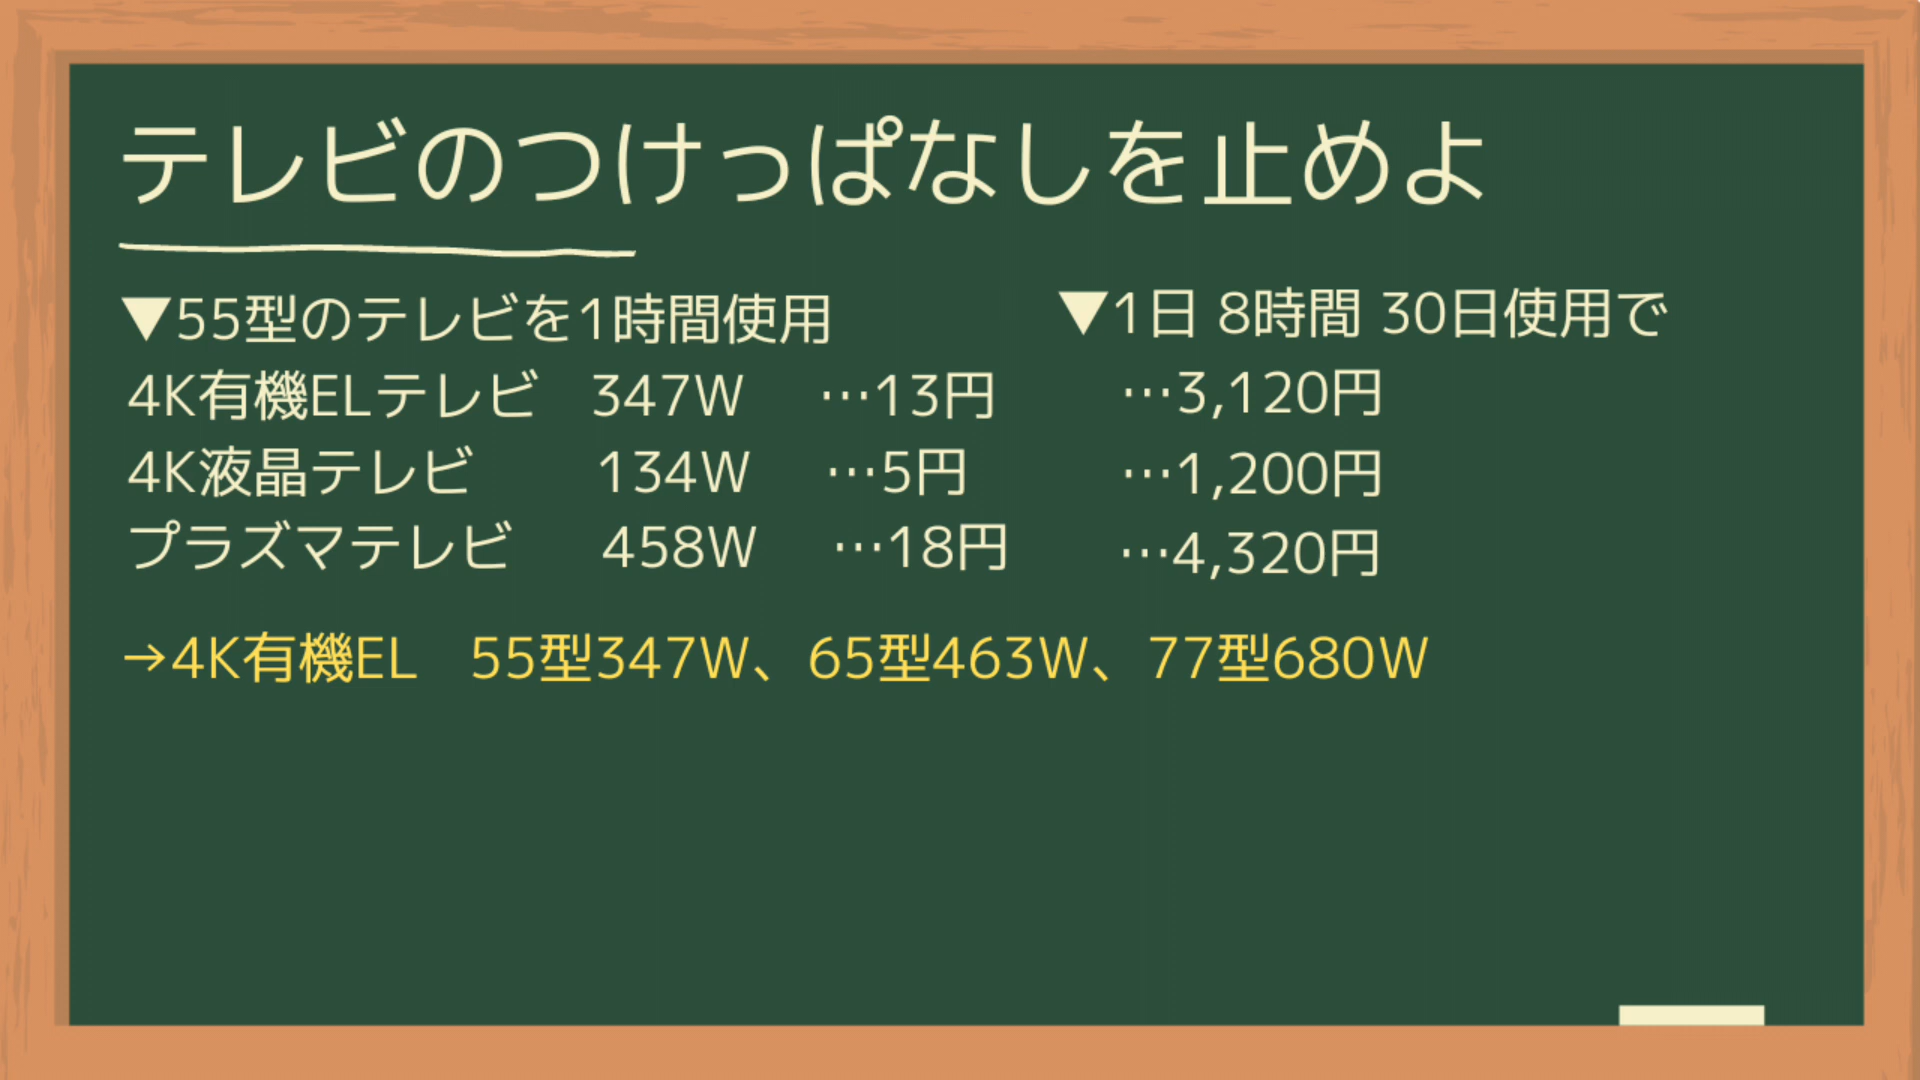 テレビのつけっぱなしを止めよ
▼55型のテレビを1時間使用
4K有機ELテレビ 347W …13円
4K液晶テレビ 134W …5円
プラズマテレビ 458W …18円
▼1日 8時間 30日使用で
…3,120円
…1,200円
…4,320円
→4K有機EL 55型347W、65型463W、77型680W